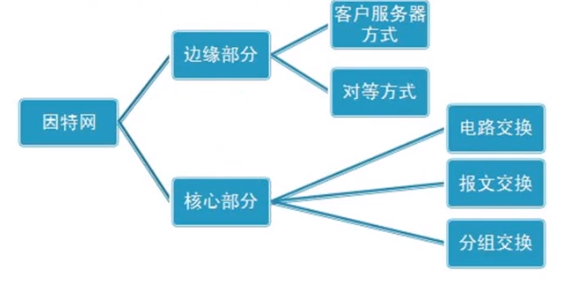 客户服务器
方式
边缘部分
对等方式
因特网
电路交换
报文交换
核心部分
分组交换